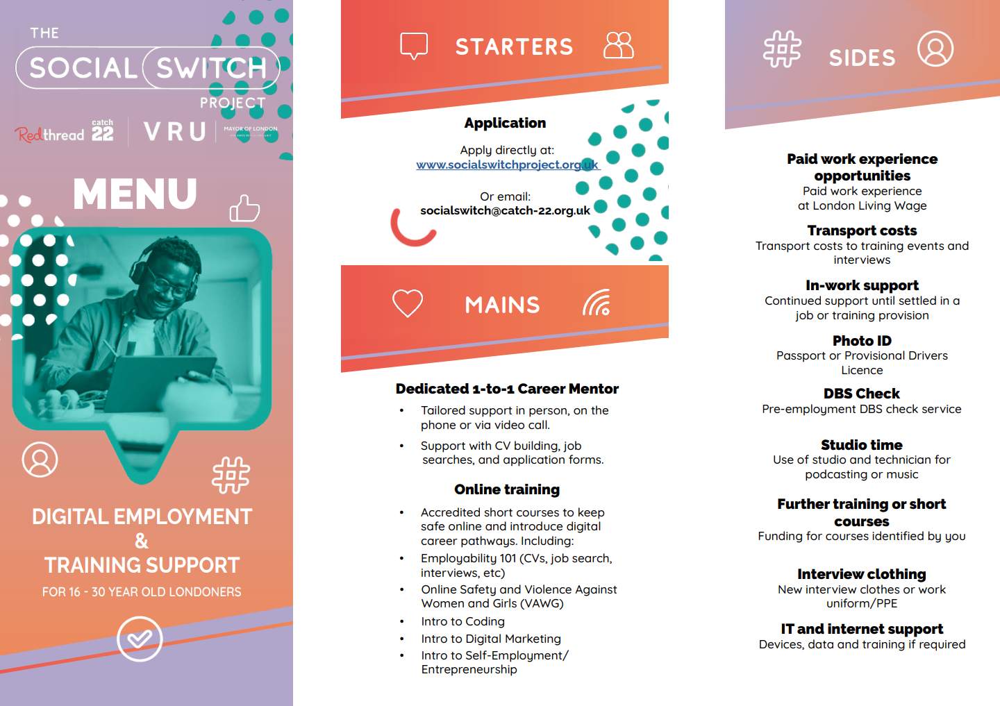 THE
SOCIAL SWITCH
PROJECT
Redthread catch 22 VRU MAYOR OF LONDON
MENU
DIGITAL EMPLOYMENT
&
TRAINING SUPPORT
FOR 16 - 30 YEAR OLD LONDONERS
STARTERS
Application
Apply directly at:
www.socialswitchproject.org.uk
Or email:
socialswitch@catch-22.org.uk
MAINS
Dedicated 1-to-1 Career Mentor
• Tailored support in person, on the
phone or via video call.
• Support with CV building, job
searches, and application forms.
Online training
• Accredited short courses to keep
safe online and introduce digital
career pathways. Including:
• Employability 101 (CVs, job search,
interviews, etc)
• Online Safety and Violence Against
Women and Girls (VAWG)
• Intro to Coding
• Intro to Digital Marketing
• Intro to Self-Employment/
Entrepreneurship
SIDES
Paid work experience
opportunities
Paid work experience
at London Living Wage
Transport costs
Transport costs to training events and
interviews
In-work support
Continued support until settled in a
job or training provision
Photo ID
Passport or Provisional Drivers
Licence
DBS Check
Pre-employment DBS check service
Studio time
Use of studio and technician for
podcasting or music
Further training or short
courses
Funding for courses identified by you
Interview clothing
New interview clothes or work
uniform/PPE
IT and internet support
Devices, data and training if required